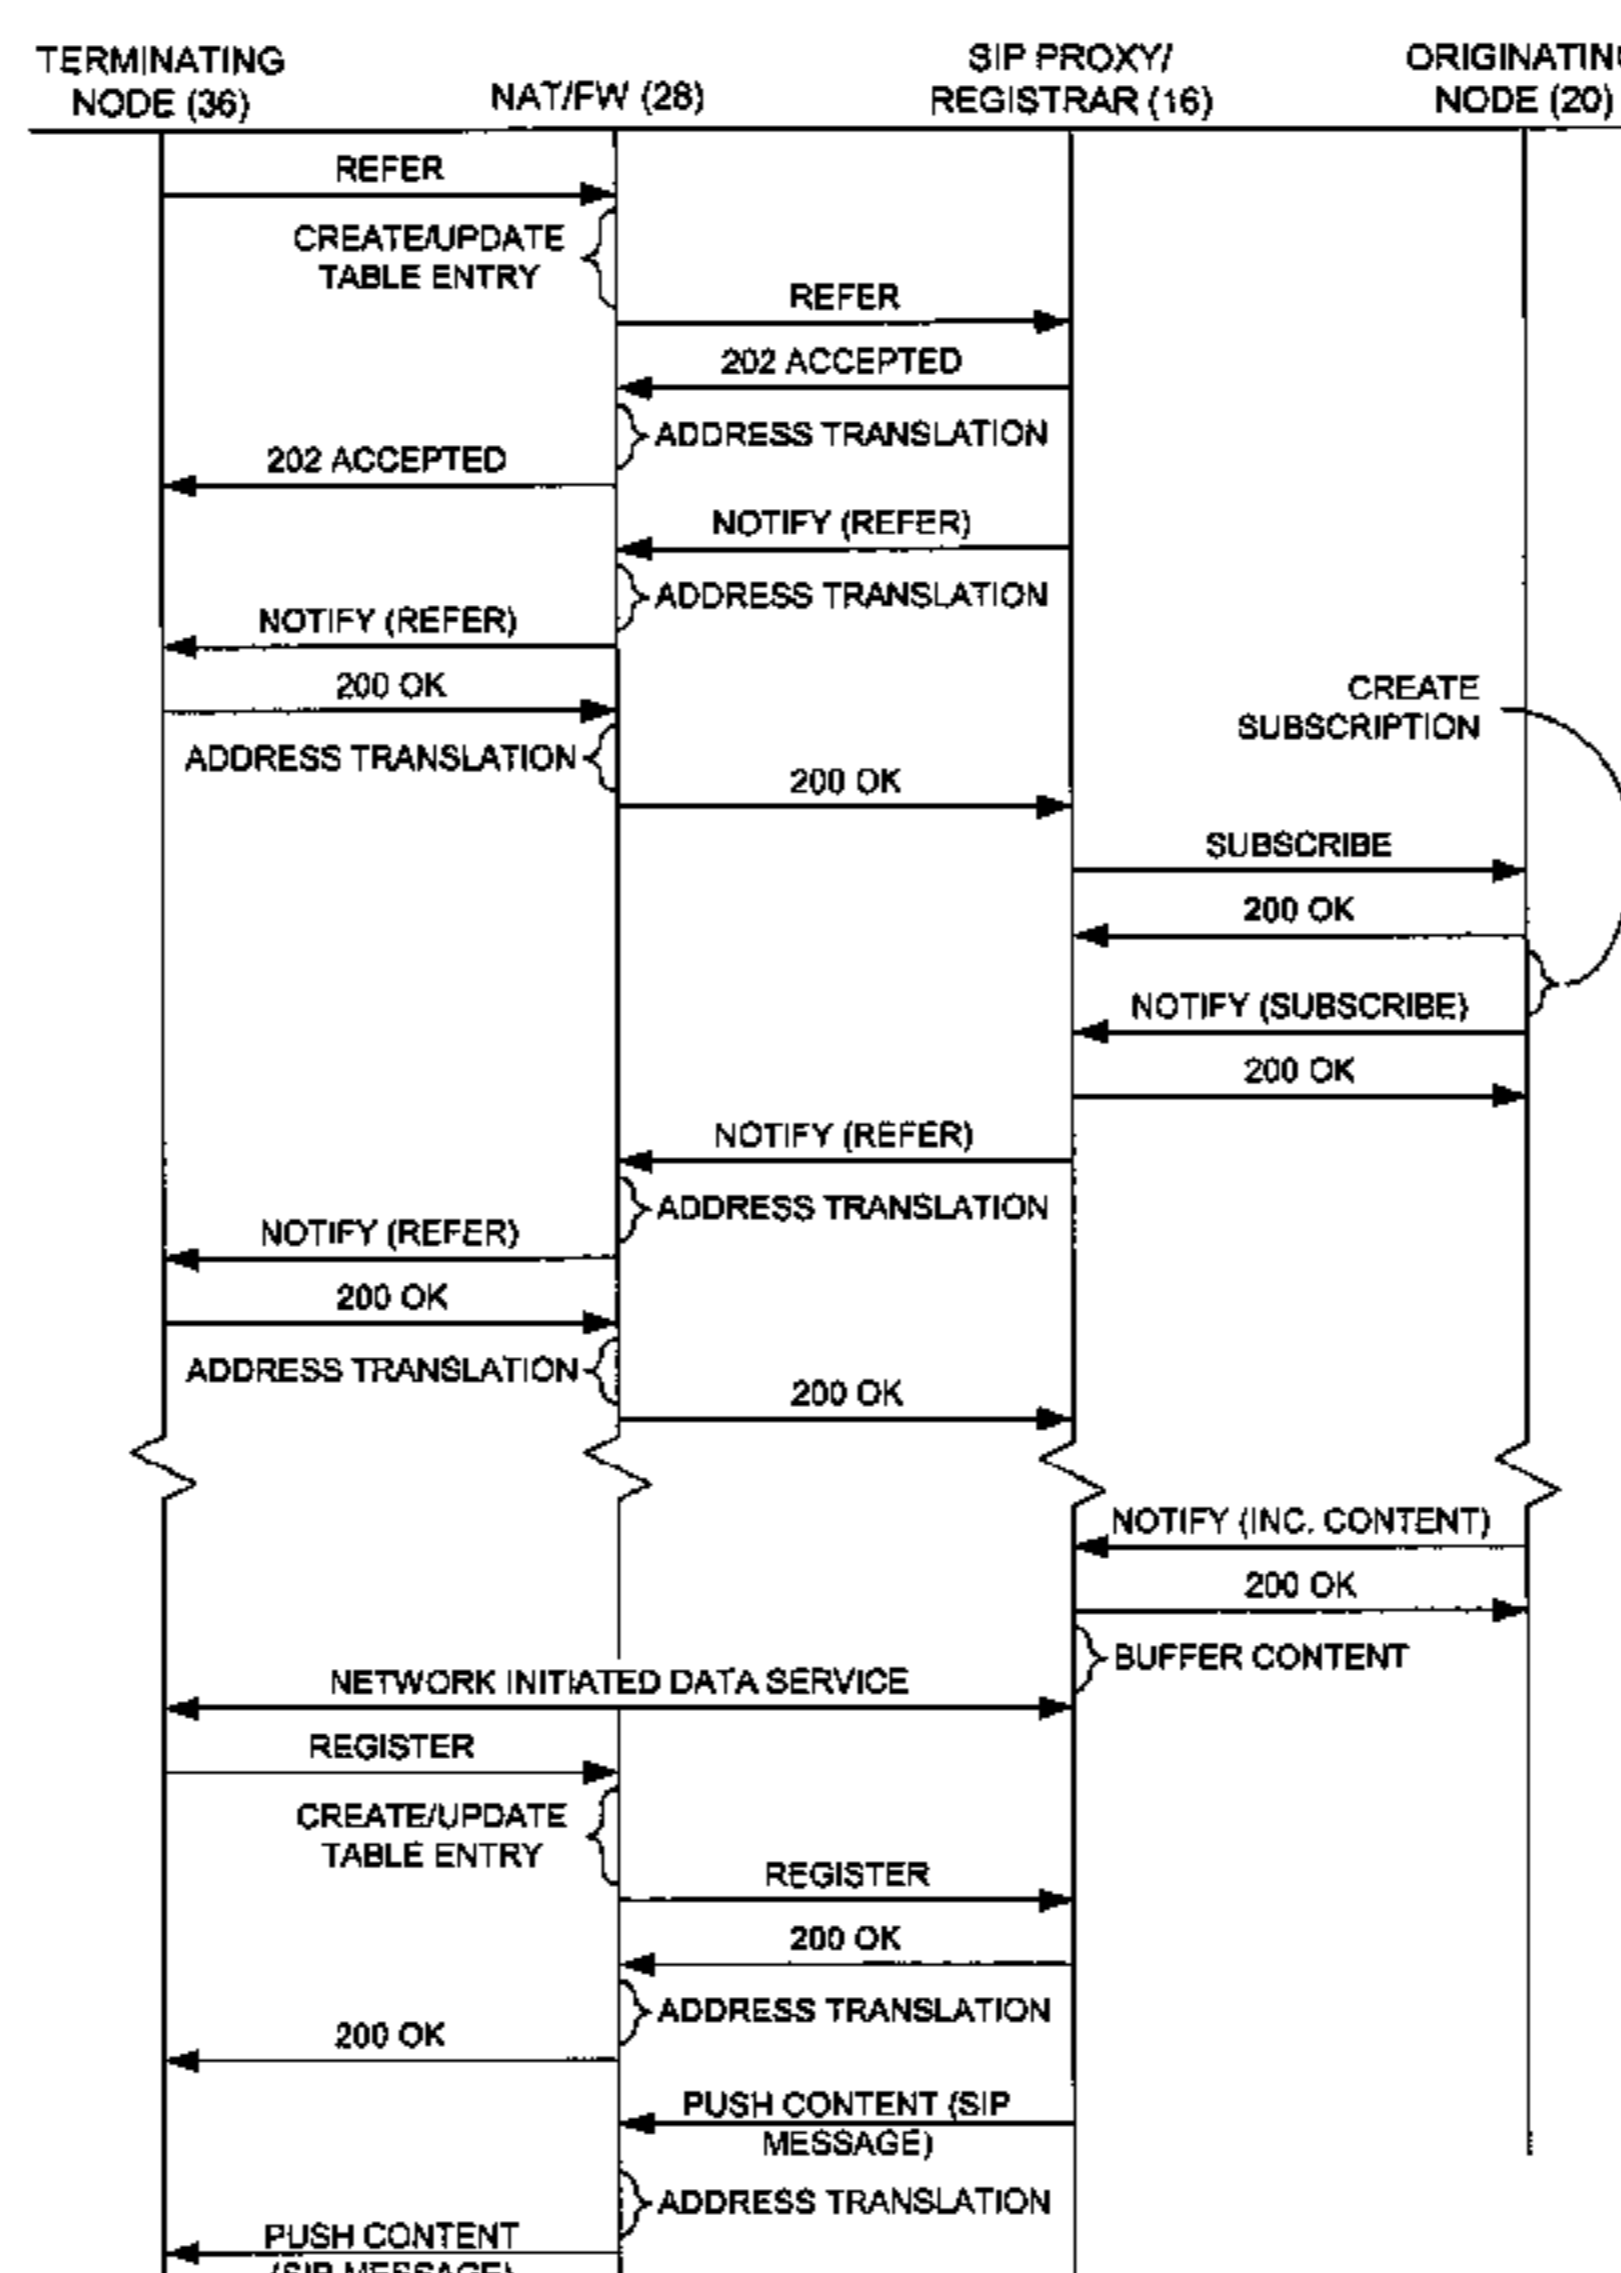 TERMINATING
NODE (36)
NAT/FW (28)
SIP PROXY/
REGISTRAR (16)
ORIGINATING
NODE (20)
REFER
CREATE/UPDATE
TABLE ENTRY
REFER
202 ACCEPTED
ADDRESS TRANSLATION
202 ACCEPTED
NOTIFY (REFER)
ADDRESS TRANSLATION
NOTIFY (REFER)
200 OK
CREATE
SUBSCRIPTION
ADDRESS TRANSLATION
200 OK
SUBSCRIBE
200 OK
NOTIFY (SUBSCRIBE)
200 OK
NOTIFY (REFER)
ADDRESS TRANSLATION
NOTIFY (REFER)
200 OK
ADDRESS TRANSLATION
200 OK
NOTIFY (INC. CONTENT)
200 OK
BUFFER CONTENT
NETWORK INITIATED DATA SERVICE
REGISTER
CREATE/UPDATE
TABLE ENTRY
REGISTER
200 OK
ADDRESS TRANSLATION
200 OK
PUSH CONTENT (SIP
MESSAGE)
ADDRESS TRANSLATION
PUSH CONTENT
(SIP MESSAGE)